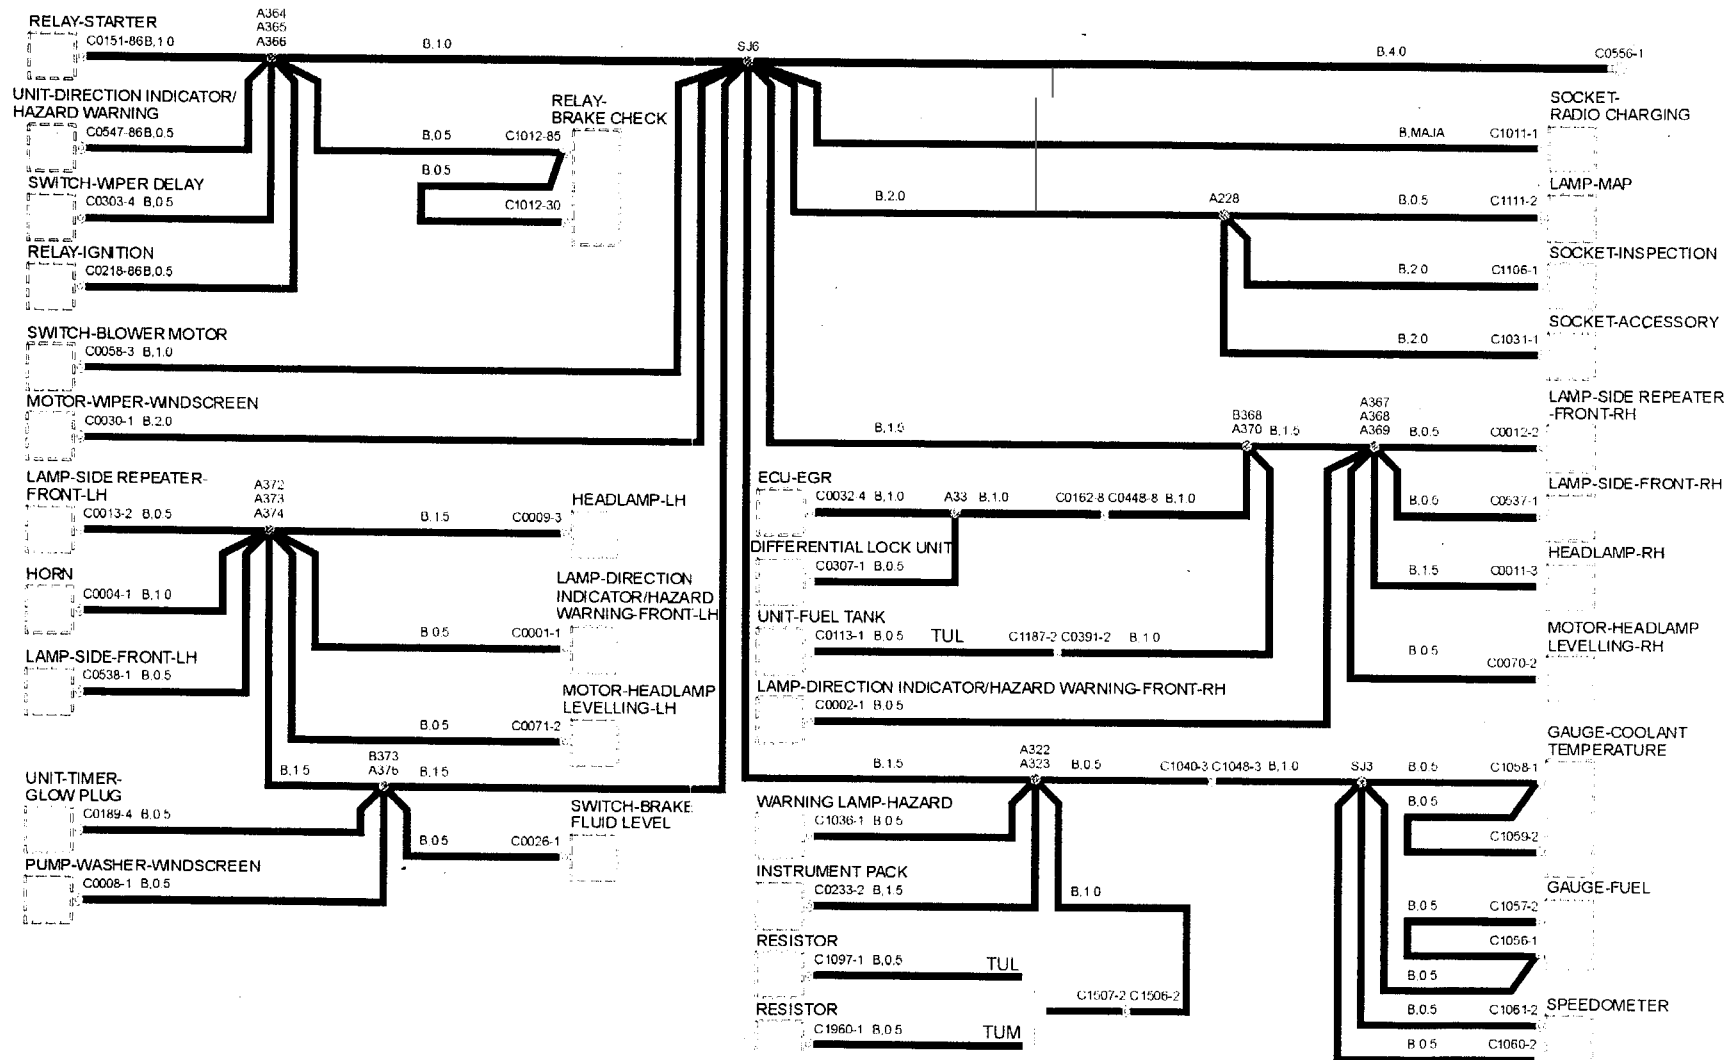 RELAY-STARTER
C0151-86B,1.0
A364
A365
A366
B,1.0
SJ6
B,4.0
C0556-1
UNIT-DIRECTION INDICATOR/
HAZARD WARNING
C0547-86B,0.5
RELAY-
BRAKE CHECK
B,0.5
C1012-85
B,0.5
C1012-30
SOCKET-
RADIO CHARGING
B,MAJA
C1011-1
SWITCH-WIPER DELAY
C0303-4 B,0.5
LAMP-MAP
B,2.0
A228
B,0.5
C1111-2
RELAY-IGNITION
C0218-86B,0.5
SOCKET-INSPECTION
B,2.0
C1106-1
SWITCH-BLOWER MOTOR
C0058-3 B,1.0
SOCKET-ACCESSORY
B,2.0
C1031-1
MOTOR-WIPER-WINDSCREEN
C0030-1 B,2.0
LAMP-SIDE REPEATER
-FRONT-RH
B,1.5
B368
A370
B,1.5
A367
A368
A369
B,0.5
C0012-2
LAMP-SIDE REPEATER-
FRONT-LH
C0013-2 B,0.5
A372
A373
A374
B,1.5
HEADLAMP-LH
C0009-3
ECU-EGR
C0032-4 B,1.0
A33
B,1.0
C0162-8 C0448-8 B,1.0
LAMP-SIDE-FRONT-RH
B,0.5
C0537-1
HORN
C0004-1 B,1.0
LAMP-DIRECTION
INDICATOR/HAZARD
WARNING-FRONT-LH
B,0.5
C0001-1
DIFFERENTIAL LOCK UNIT
C0307-1 B,0.5
HEADLAMP-RH
B,1.5
C0011-3
UNIT-FUEL TANK
C0113-1 B,0.5
TUL
C1187-2 C0391-2 B,1.0
MOTOR-HEADLAMP
LEVELLING-RH
B,0.5
C0070-2
LAMP-SIDE-FRONT-LH
C0538-1 B,0.5
MOTOR-HEADLAMP
LEVELLING-LH
B,0.5
C0071-2
LAMP-DIRECTION INDICATOR/HAZARD WARNING-FRONT-RH
C0002-1 B,0.5
GAUGE-COOLANT
TEMPERATURE
B,1.5
B373
A376
B,1.5
B,1.5
A322
A323
B,0.5
C1040-3 C1048-3 B,1.0
SJ3
B,0.5
C1058-1
B,0.5
C1059-2
UNIT-TIMER-
GLOW PLUG
C0189-4 B,0.5
SWITCH-BRAKE
FLUID LEVEL
B,0.5
C0026-1
WARNING LAMP-HAZARD
C1036-1 B,0.5
PUMP-WASHER-WINDSCREEN
C0008-1 B,0.5
INSTRUMENT PACK
C0233-2 B,1.5
B,1.0
GAUGE-FUEL
B,0.5
C1057-2
C1056-1
B,0.5
RESISTOR
C1097-1 B,0.5
TUL
C1507-2 C1506-2
RESISTOR
C1960-1 B,0.5
TUM
SPEEDOMETER
B,0.5
C1061-2
B,0.5
C1060-2